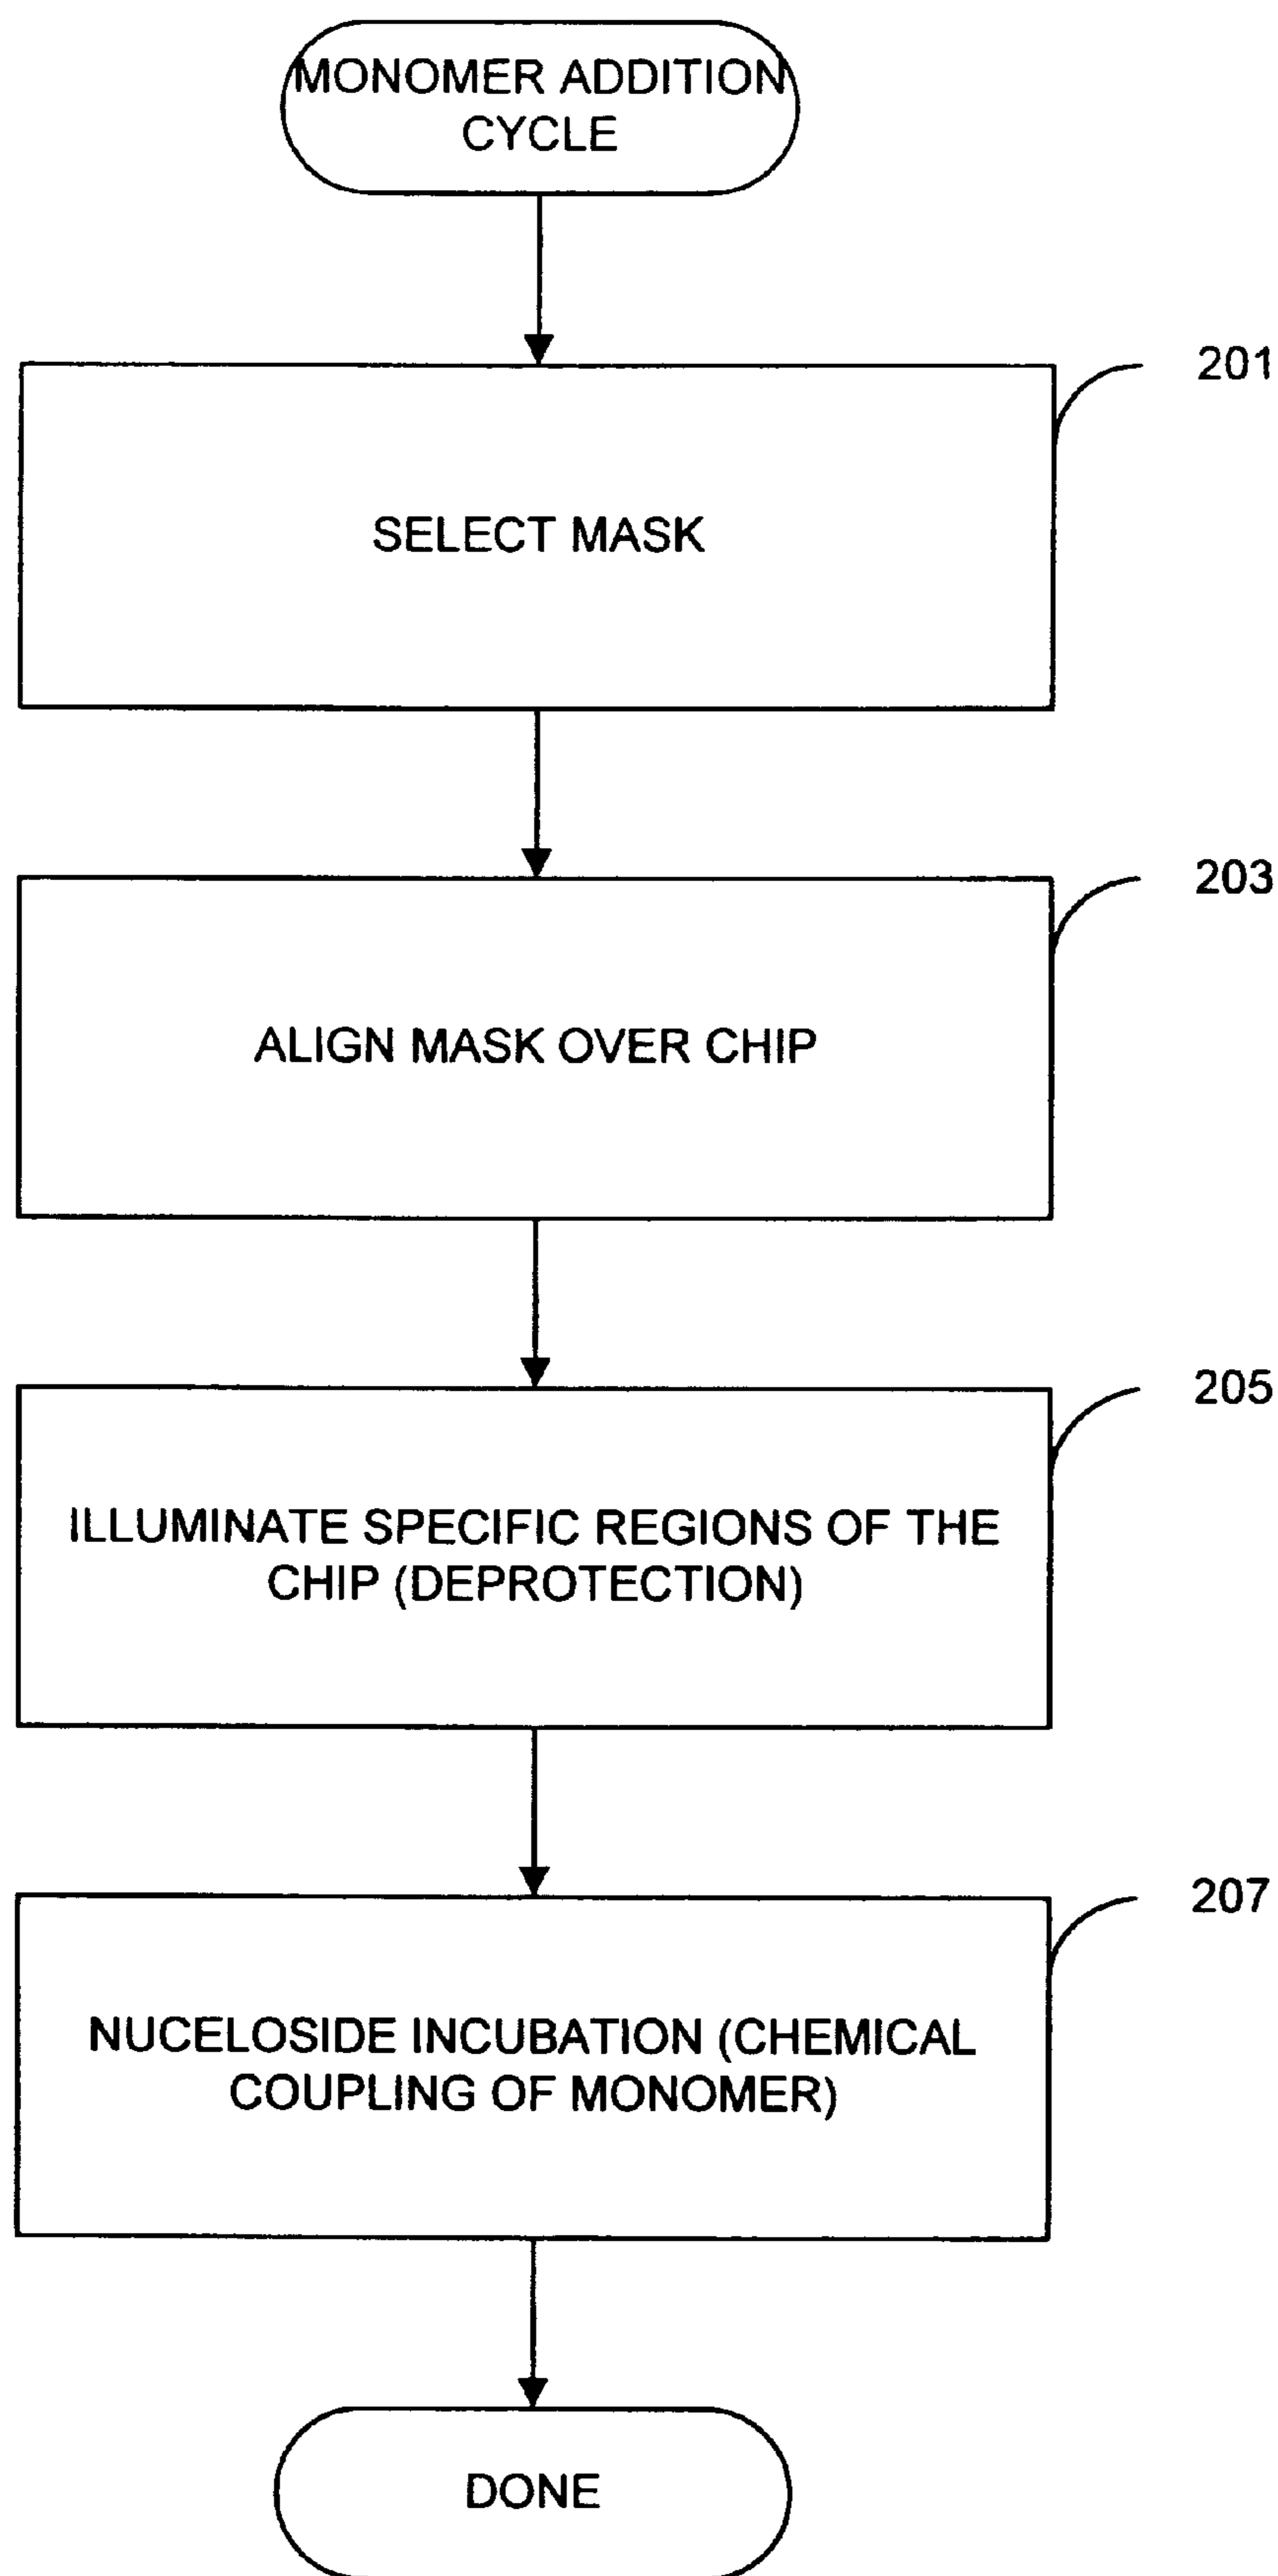 MONOMER ADDITION
CYCLE
201
SELECT MASK
203
ALIGN MASK OVER CHIP
205
ILLUMINATE SPECIFIC REGIONS OF THE
CHIP (DEPROTECTION)
207
NUCELOSIDE INCUBATION (CHEMICAL
COUPLING OF MONOMER)
DONE